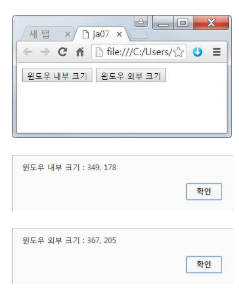 새 탭
ja07
file:///C:/Users/
윈도우 내부 크기 윈도우 외부 크기
윈도우 내부 크기 : 349, 178
확인
윈도우 외부 크기 : 367, 205
확인